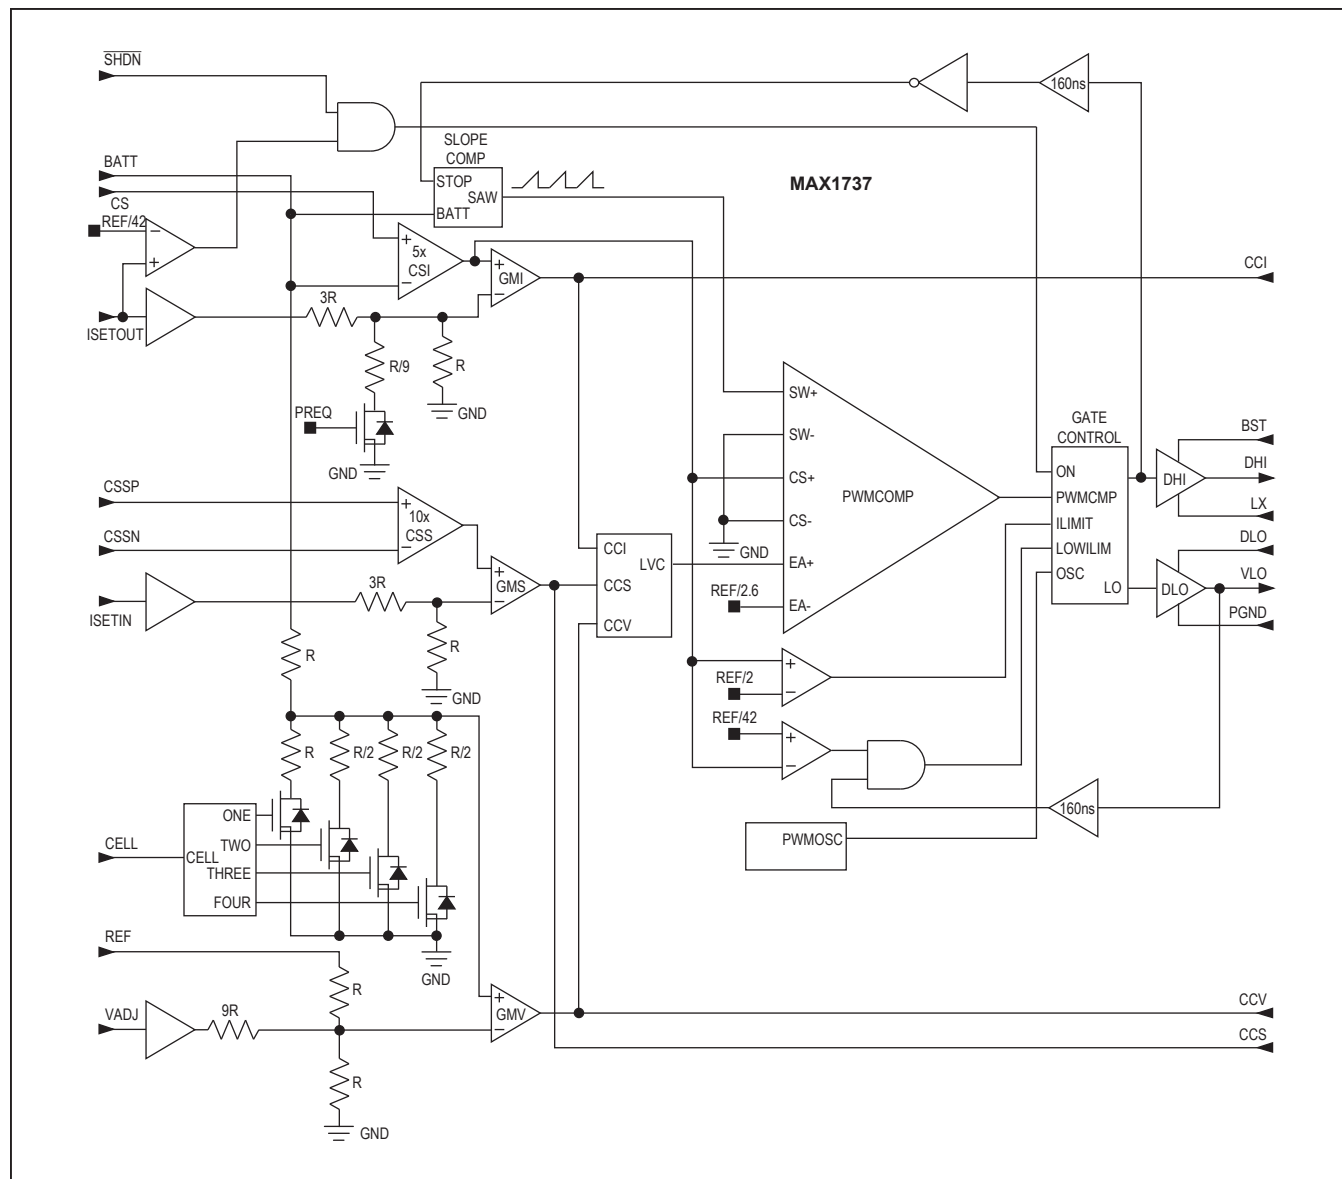 SHDN
160ns
SLOPE
COMP
BATT
MAX1737
STOP
SAW
BATT
CS
REF/42
5x
CSI
GMI
CCI
3R
ISETOUT
R/9
R
SW+
GND
PREQ
GATE
CONTROL
SW-
BST
GND
ON
DHI
DHI
CSSP
CS+
PWMCOMP
PWMCMP
10x
CSS
LX
CS-
ILIMIT
CSSN
CCI
GND
LOWILIM
DLO
LVC
EA+
OSC
3R
GMS
CCS
REF/2.6
LO
DLO
VLO
ISETIN
EA-
PGND
CCV
R
R
REF/2
GND
REF/42
R
R/2
R/2
R/2
ONE
160ns
TWO
PWMOSC
CELL
CELL
THREE
FOUR
REF
GND
R
9R
VADJ
GMV
CCV
CCS
R
GND